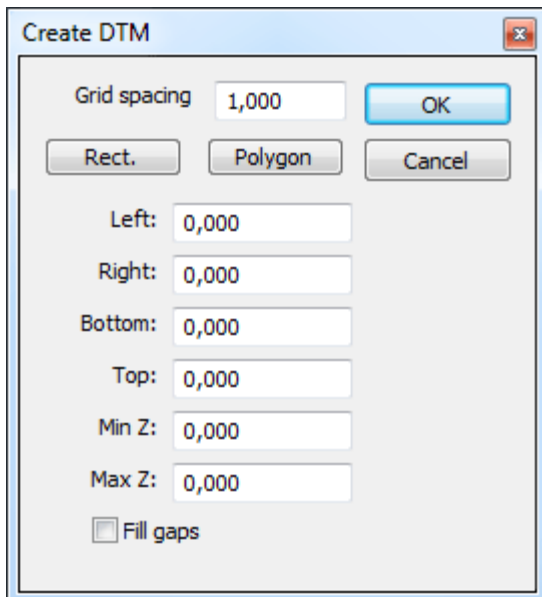 Create DTM
Grid spacing 1,000 OK
Rect. Polygon Cancel
Left: 0,000
Right: 0,000
Bottom: 0,000
Top: 0,000
Min Z: 0,000
Max Z: 0,000
Fill gaps